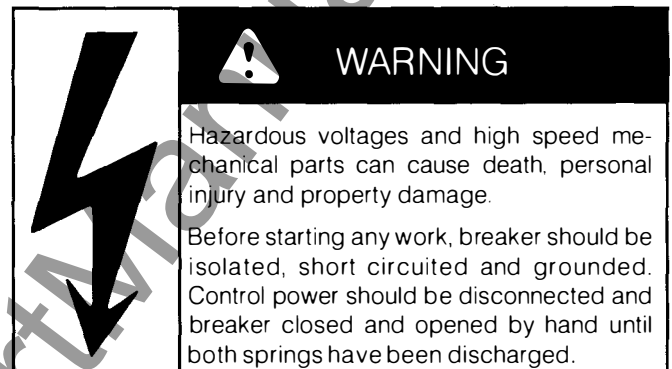 WARNING
Hazardous voltages and high speed me-
chanical parts can cause death, personal
injury and property damage.
Before starting any work, breaker should be
isolated, short circuited and grounded.
Control power should be disconnected and
breaker closed and opened by hand until
both springs have been discharged.